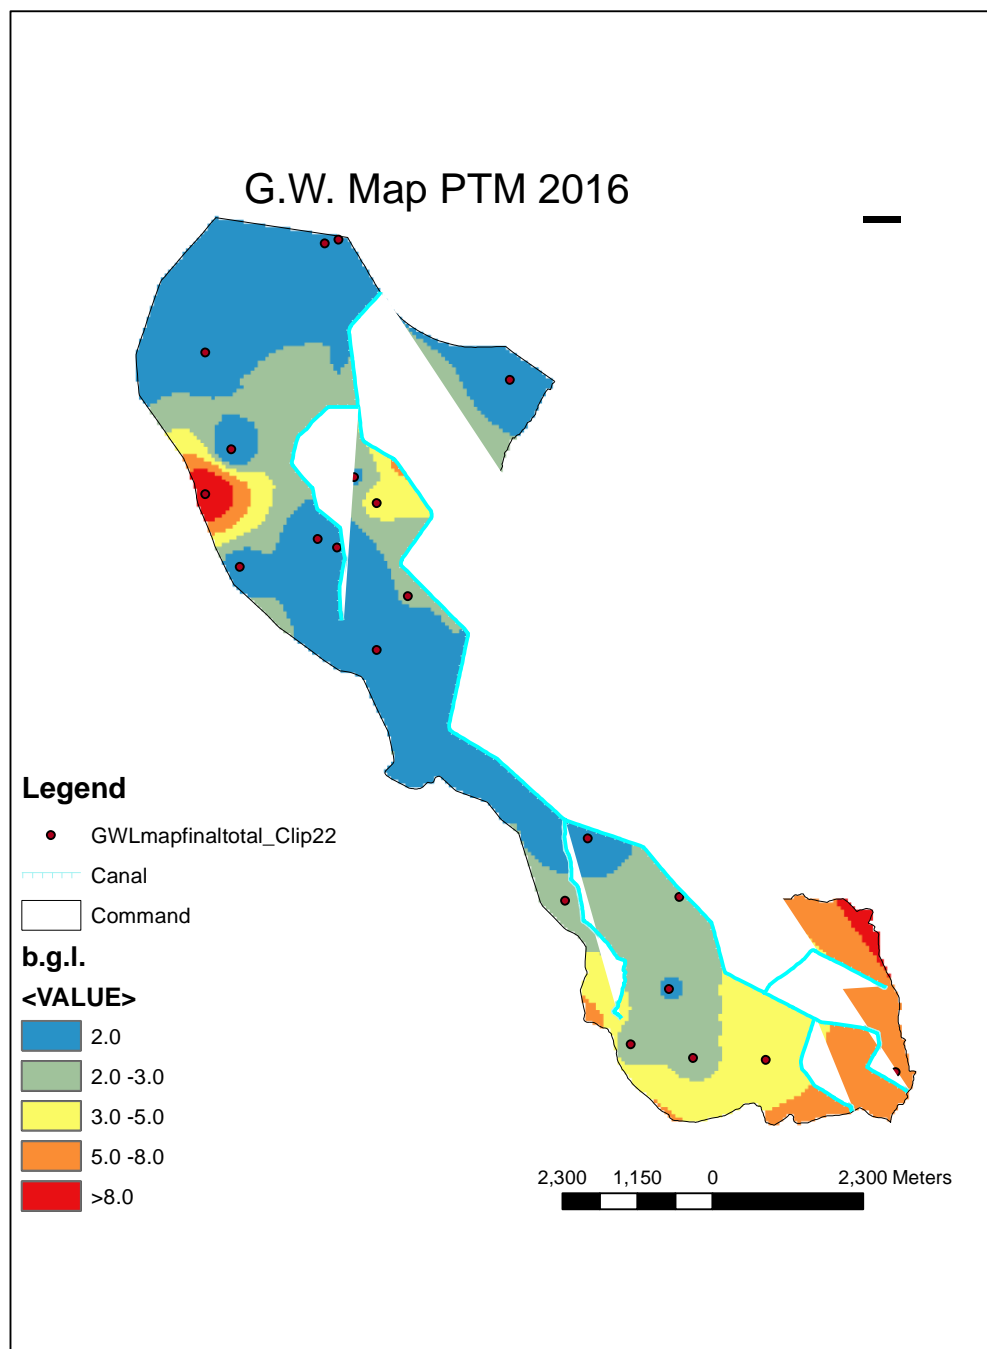 G.W. Map PTM 2016
Legend
GWLmapfinaltotal_Clip22
Canal
Command
b.g.l.
<VALUE>
2.0
2.0 -3.0
3.0 -5.0
5.0 -8.0
>8.0
2,300 1,150 0 2,300 Meters